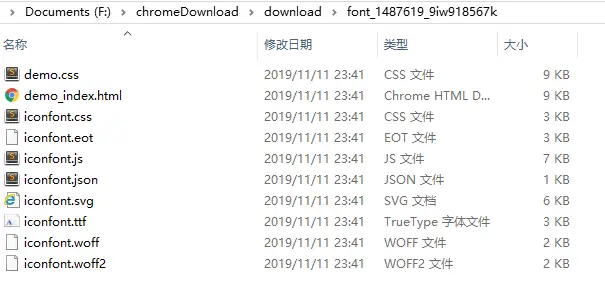 Documents (F:) > chromeDownload > download > font_1487619_9iw918567k
名称 修改日期 类型 大小
demo.css 2019/11/11 23:41 CSS 文件 9 KB
demo_index.html 2019/11/11 23:41 Chrome HTML D... 9 KB
iconfont.css 2019/11/11 23:41 CSS 文件 3 KB
iconfont.eot 2019/11/11 23:41 EOT 文件 3 KB
iconfont.js 2019/11/11 23:41 JS 文件 7 KB
iconfont.json 2019/11/11 23:41 JSON 文件 1 KB
iconfont.svg 2019/11/11 23:41 SVG 文档 6 KB
iconfont.ttf 2019/11/11 23:41 TrueType 字体文件 3 KB
iconfont.woff 2019/11/11 23:41 WOFF 文件 2 KB
iconfont.woff2 2019/11/11 23:41 WOFF2 文件 2 KB